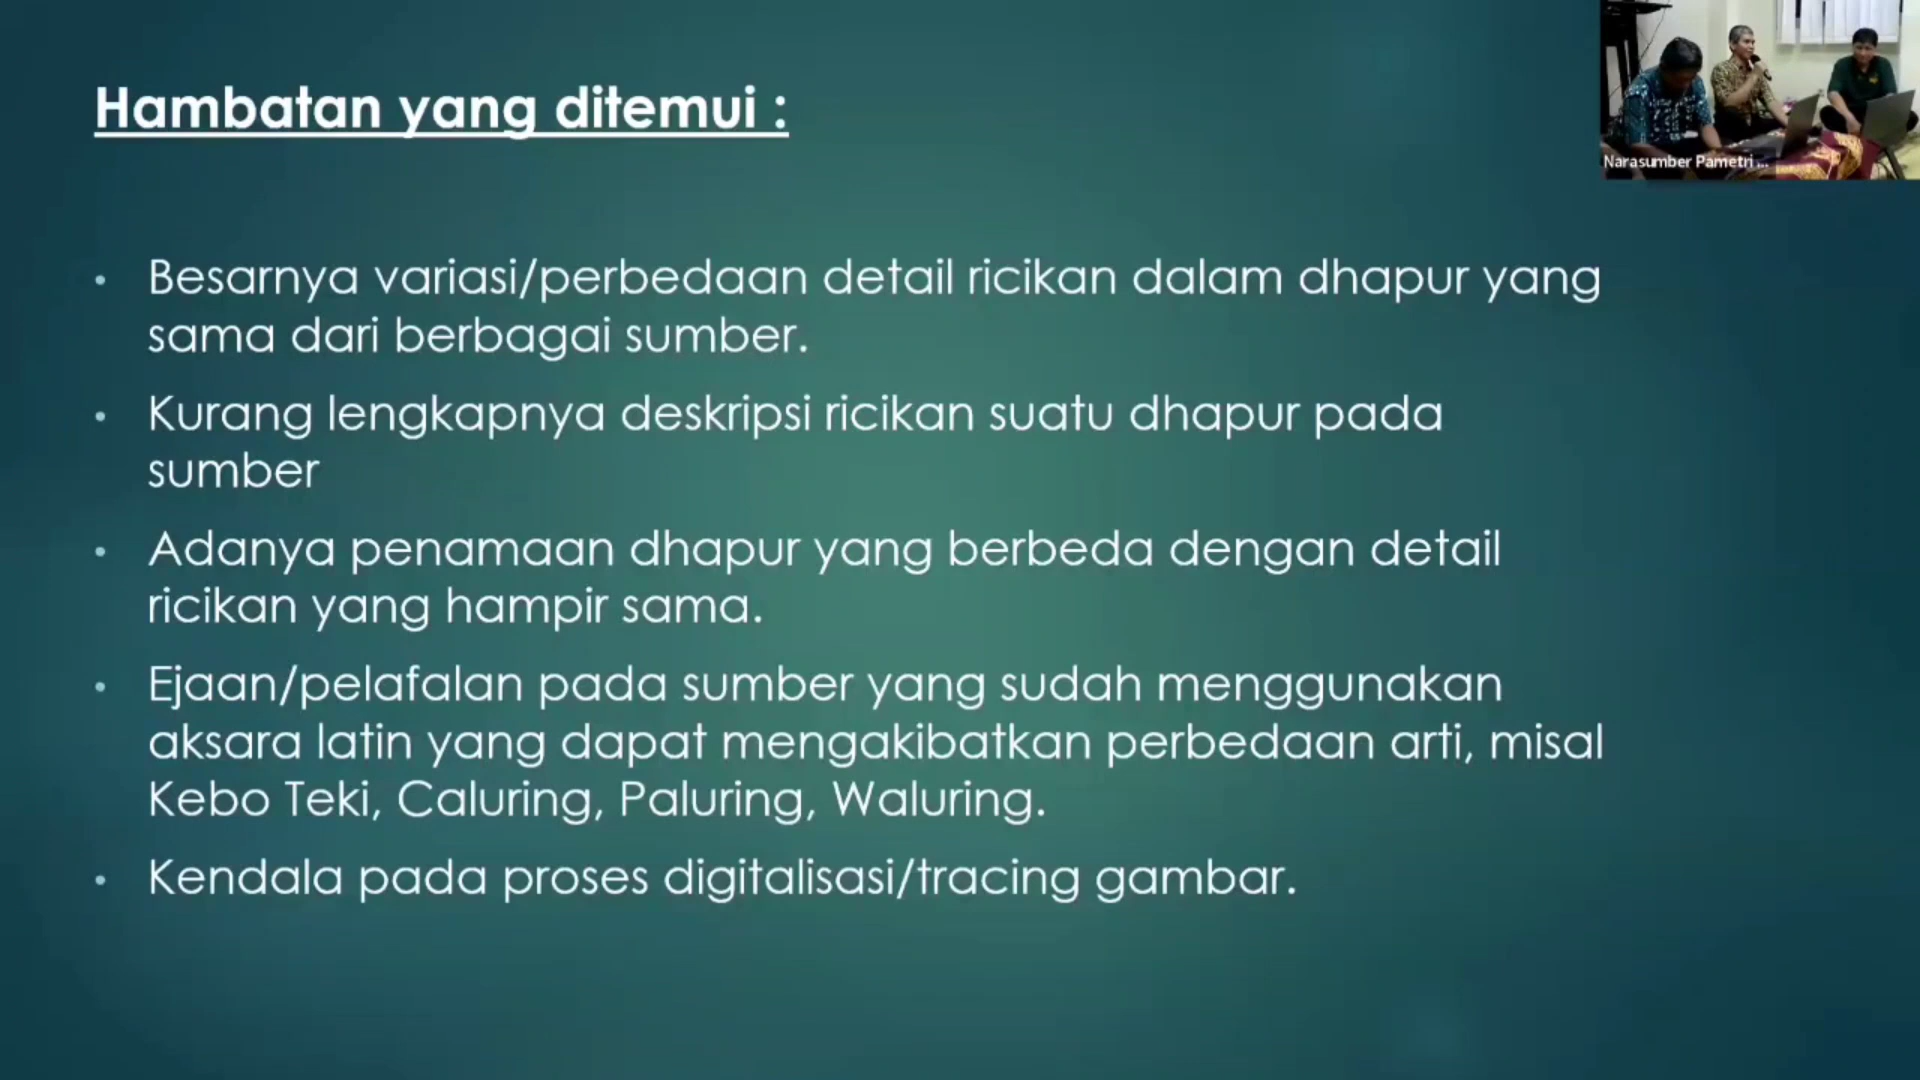 Hambatan yang ditemui :
Narasumber Pametri ...
• Besarnya variasi/perbedaan detail ricikan dalam dhapur yang
sama dari berbagai sumber.
• Kurang lengkapnya deskripsi ricikan suatu dhapur pada
sumber
• Adanya penamaan dhapur yang berbeda dengan detail
ricikan yang hampir sama.
• Ejaan/pelafalan pada sumber yang sudah menggunakan
aksara latin yang dapat mengakibatkan perbedaan arti, misal
Kebo Teki, Caluring, Paluring, Waluring.
• Kendala pada proses digitalisasi/tracing gambar.